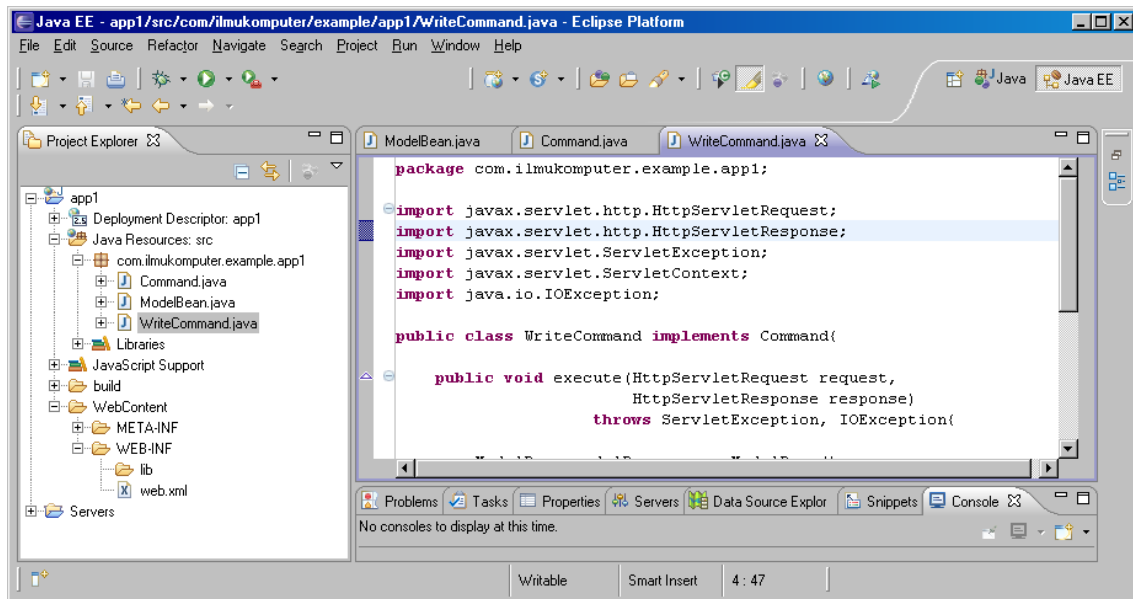 Java EE - app1/src/com/ilmukomputer/example/app1/WriteCommand.java - Eclipse Platform
File Edit Source Refactor Navigate Search Project Run Window Help
Java Java EE
Project Explorer
app1
Deployment Descriptor: app1
Java Resources: src
com.ilmukomputer.example.app1
Command.java
ModelBean.java
WriteCommand.java
Libraries
JavaScript Support
build
WebContent
META-INF
WEB-INF
lib
web.xml
Servers
ModelBean.java Command.java WriteCommand.java
package com.ilmukomputer.example.app1;
import javax.servlet.http.HttpServletRequest;
import javax.servlet.http.HttpServletResponse;
import javax.servlet.ServletException;
import javax.servlet.ServletContext;
import java.io.IOException;
public class WriteCommand implements Command{
public void execute(HttpServletRequest request,
HttpServletResponse response)
throws ServletException, IOException{
Problems Tasks Properties Servers Data Source Explor Snippets Console
No consoles to display at this time.
Writable Smart Insert 4 : 47